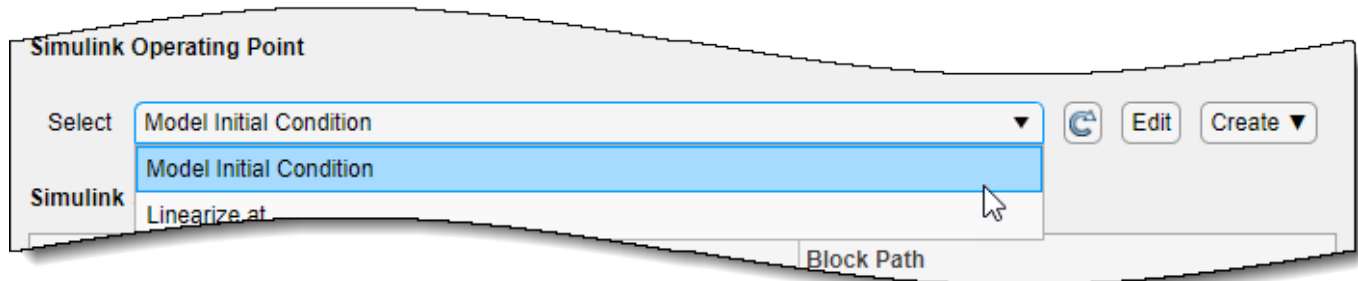 Simulink Operating Point
Select Model Initial Condition ▼ Edit Create ▼
Model Initial Condition
Simulink
Linearize at
Block Path